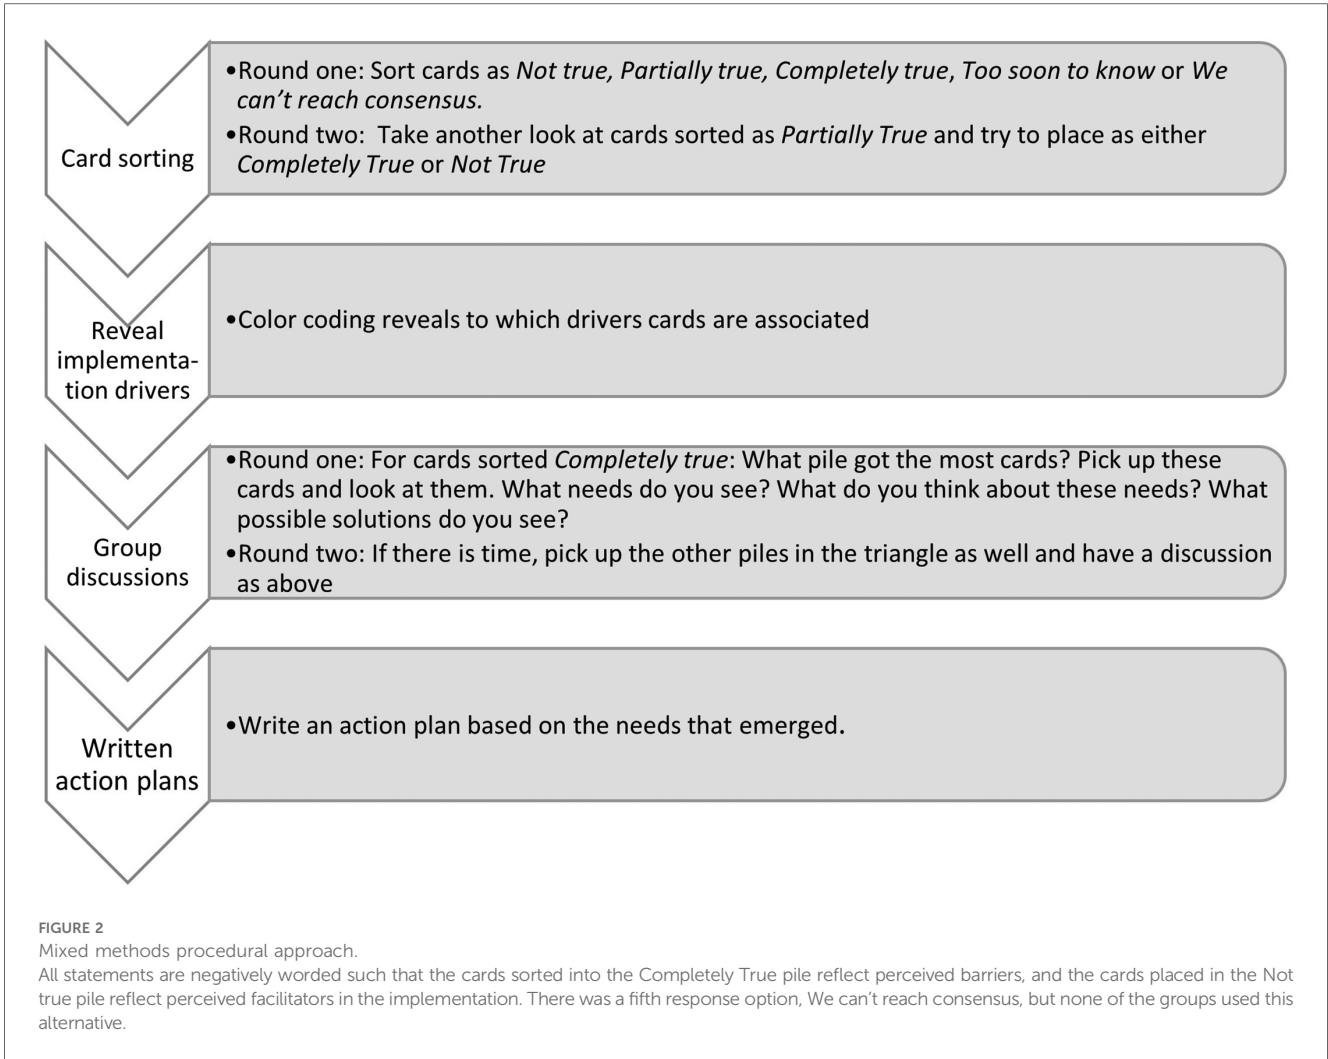 Card sorting
•Round one: Sort cards as Not true, Partially true, Completely true, Too soon to know or We
can’t reach consensus.
•Round two:  Take another look at cards sorted as Partially True and try to place as either
Completely True or Not True
Reveal
implementa-
tion drivers
•Color coding reveals to which drivers cards are associated
Group
discussions
•Round one: For cards sorted Completely true: What pile got the most cards? Pick up these
cards and look at them. What needs do you see? What do you think about these needs? What
possible solutions do you see?
•Round two: If there is time, pick up the other piles in the triangle as well and have a discussion
as above
Written
action plans
•Write an action plan based on the needs that emerged.
FIGURE 2
Mixed methods procedural approach.
All statements are negatively worded such that the cards sorted into the Completely True pile reflect perceived barriers, and the cards placed in the Not
true pile reflect perceived facilitators in the implementation. There was a fifth response option, We can’t reach consensus, but none of the groups used this
alternative.